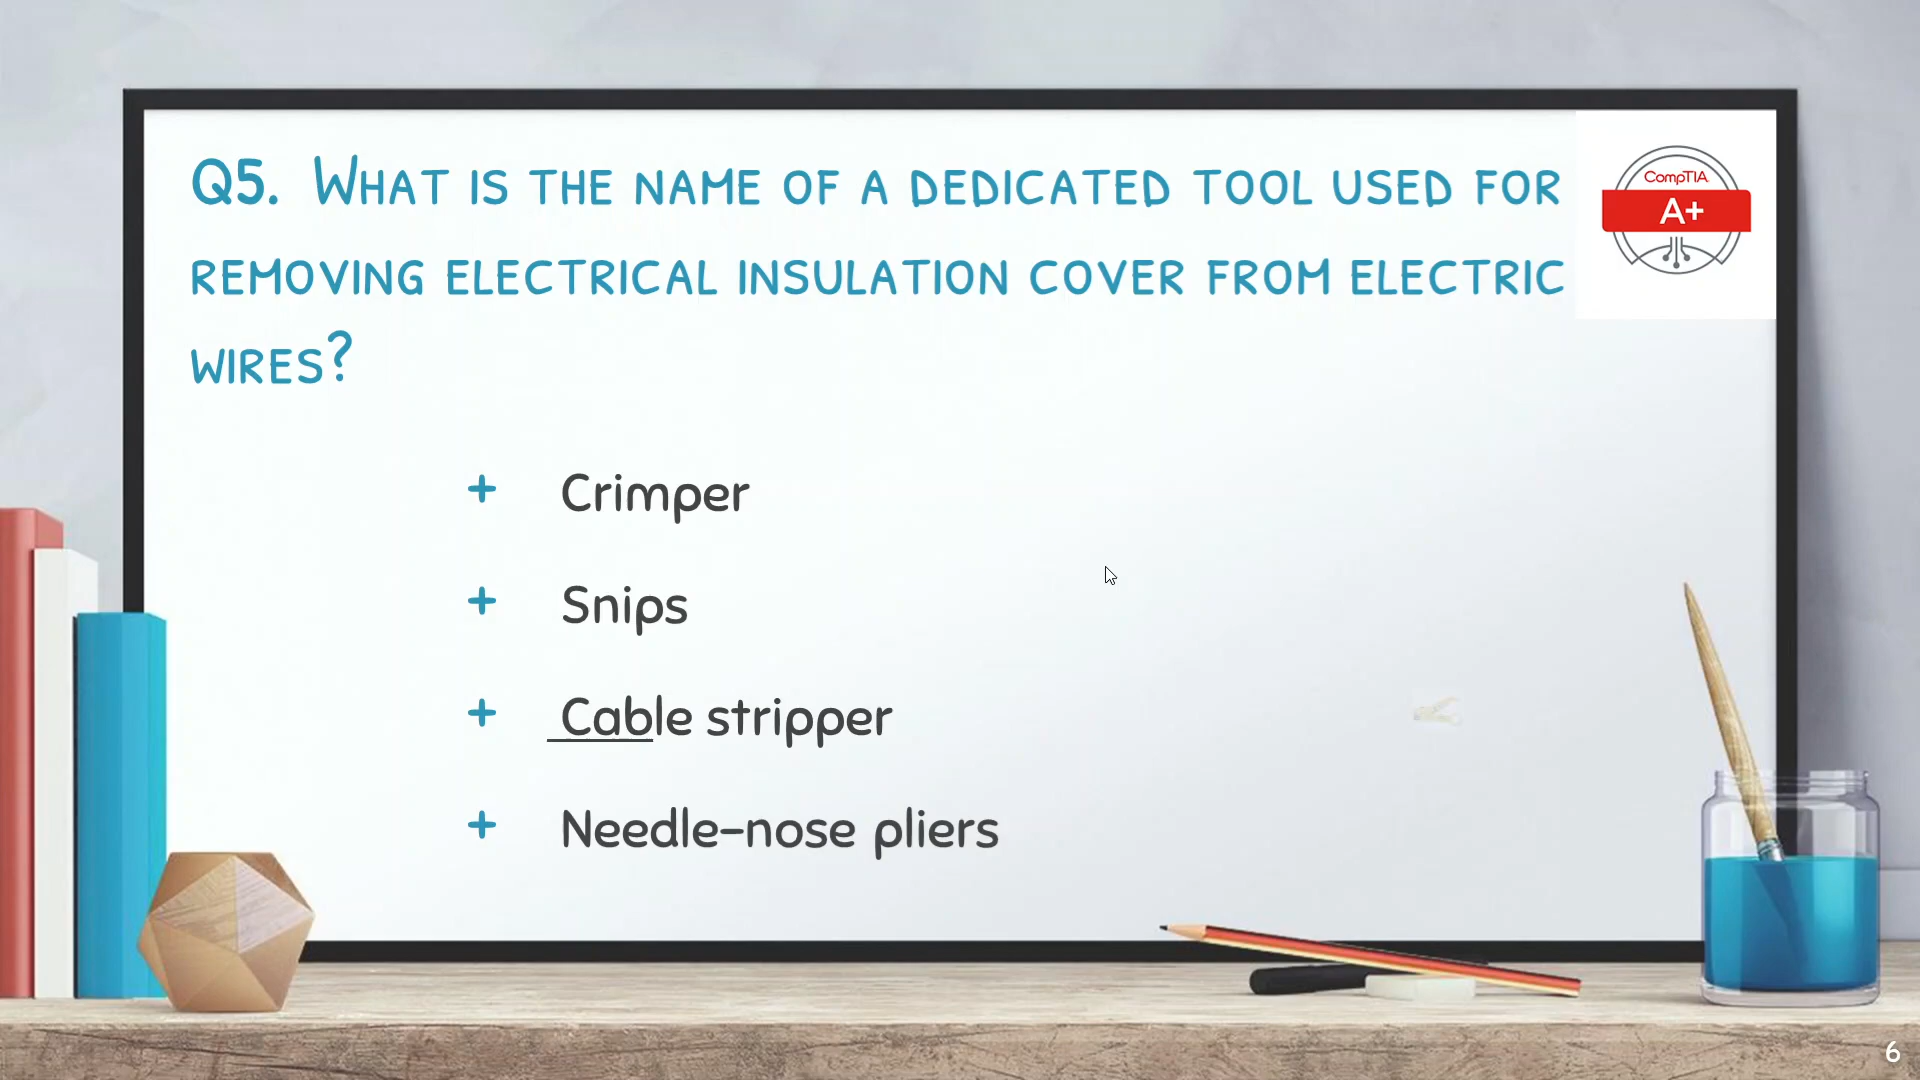 Q5. What is the name of a dedicated tool used for
removing electrical insulation cover from electric
wires?
CompTIA
A+
+ Crimper
+ Snips
+ Cable stripper
+ Needle-nose pliers
6